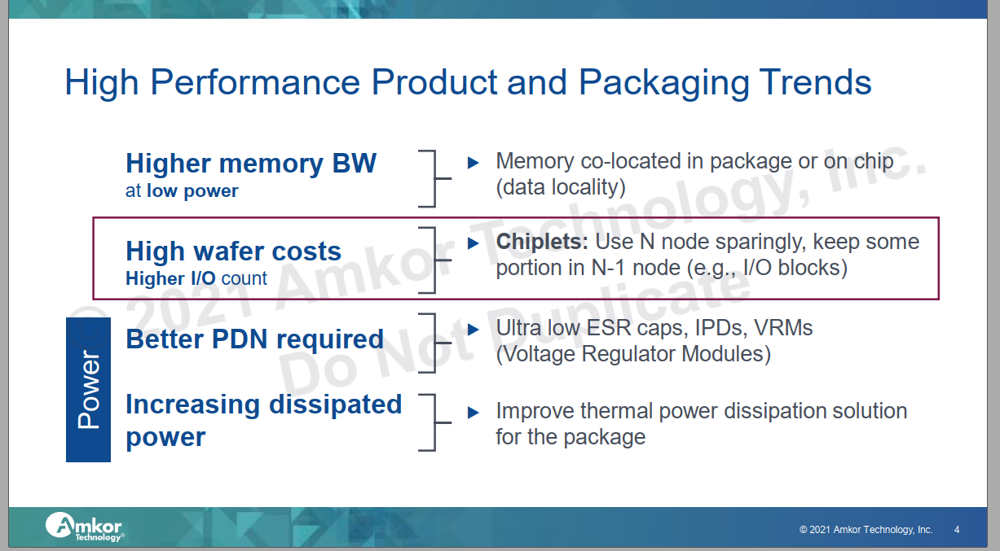 High Performance Product and Packaging Trends
Higher memory BW
at low power
► Memory co-located in package or on chip
(data locality)
High wafer costs
Higher I/O count
► Chiplets: Use N node sparingly, keep some
portion in N-1 node (e.g., I/O blocks)
Power
Better PDN required
► Ultra low ESR caps, IPDs, VRMs
(Voltage Regulator Modules)
Increasing dissipated
power
► Improve thermal power dissipation solution
for the package
© 2021 Amkor Technology, Inc.
Do Not Duplicate
Amkor
Technology®
© 2021 Amkor Technology, Inc. 4